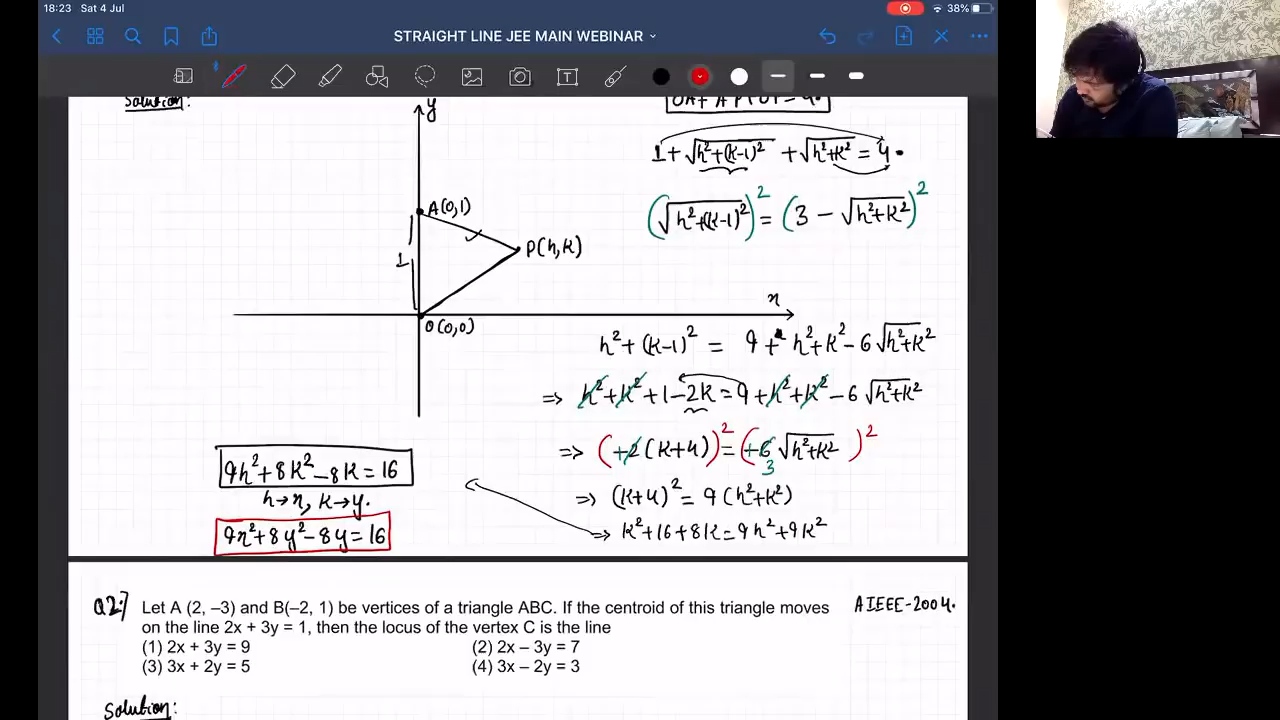 18:23 Sat 4 Jul
38%
STRAIGHT LINE JEE MAIN WEBINAR
T
Solution:
OA + AP + OP = 4.
y
1+√(h²+(k-1)²) + √(h²+k²) = 4.
A(0,1)
(√(h²+(k-1)²))² = (3 - √(h²+k²))²
P(h,k)
1
x
O(0,0)
h²+(k-1)² = 9+h²+k²-6√(h²+k²)
⇒ h²+k²+1-2k=9+h²+k²-6√(h²+k²)
⇒ (+2(k+4))² = (+6√(h²+k²))²
3
9h²+8k²-8k=16
⇒ (k+4)² = 9(h²+k²)
h→x, k→y.
⇒ k²+16+8k=9h²+9k²
9x²+8y²-8y=16
Q2:7 Let A (2, –3) and B(–2, 1) be vertices of a triangle ABC. If the centroid of this triangle moves AIEEE-2004.
on the line 2x + 3y = 1, then the locus of the vertex C is the line
(1) 2x + 3y = 9 (2) 2x – 3y = 7
(3) 3x + 2y = 5 (4) 3x – 2y = 3
Solution: